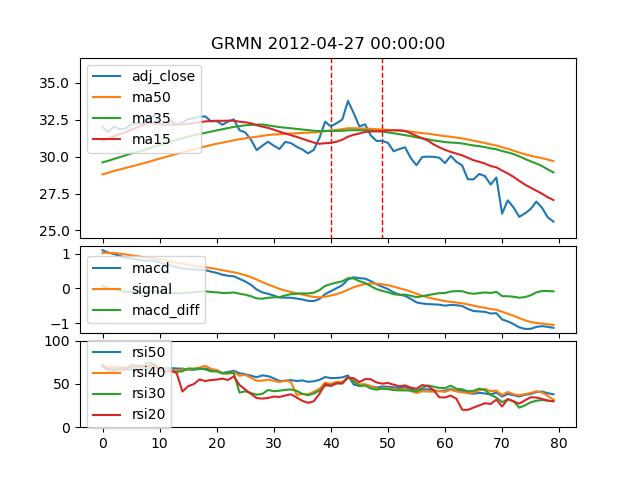 GRMN 2012-04-27 00:00:00
35.0
32.5
30.0
27.5
25.0
adj_close
ma50
ma35
ma15
1
0
−1
macd
signal
macd_diff
100
50
0
rsi50
rsi40
rsi30
rsi20
0 10 20 30 40 50 60 70 80